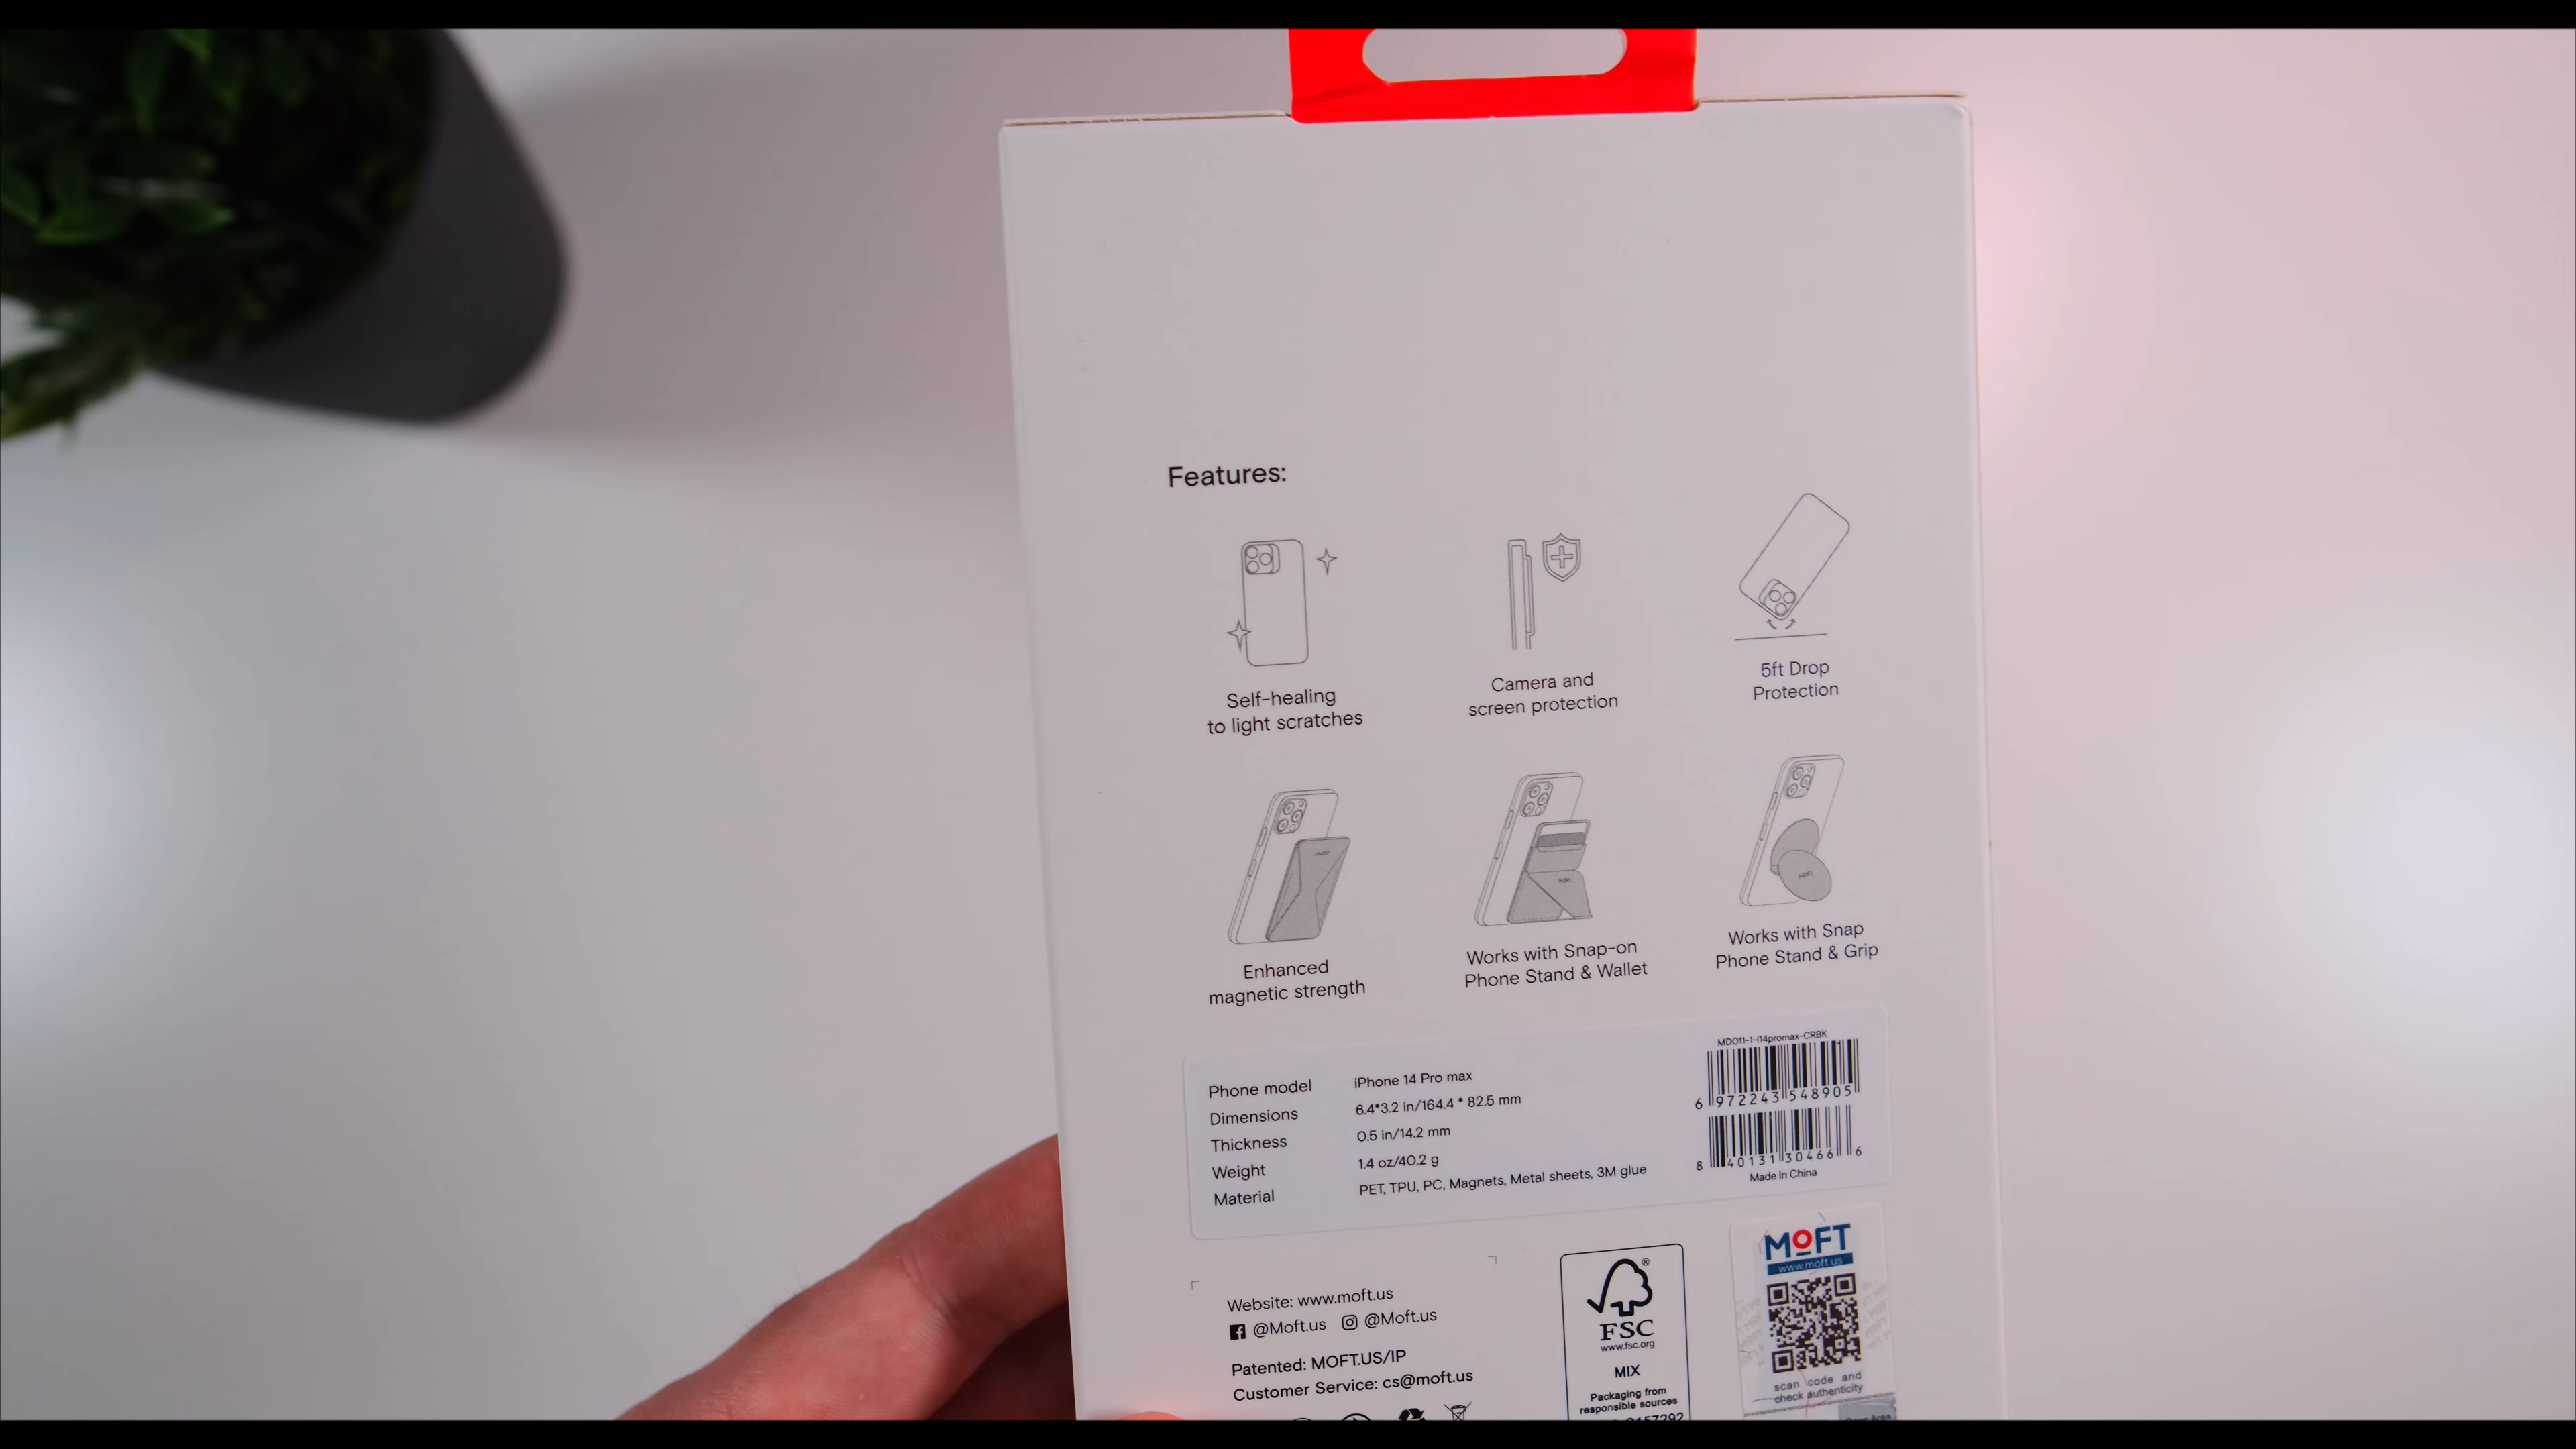 Features:
Self-healing
to light scratches
Camera and
screen protection
5ft Drop
Protection
Enhanced
magnetic strength
Works with Snap-on
Phone Stand & Wallet
Works with Snap
Phone Stand & Grip
Phone model iPhone 14 Pro max
Dimensions 6.4*3.2 in/164.4 * 82.5 mm
Thickness 0.5 in/14.2 mm
Weight 1.4 oz/40.2 g
Material PET, TPU, PC, Magnets, Metal sheets, 3M glue
MD011-1-i14promax-CRBK
6 972243 548905
8 40131 30466 6
Made In China
Website: www.moft.us
@Moft.us @Moft.us
Patented: MOFT.US/IP
Customer Service: cs@moft.us
FSC
www.fsc.org
MIX
Packaging from
responsible sources
MOFT
www.moft.us
scan code and
check authenticity